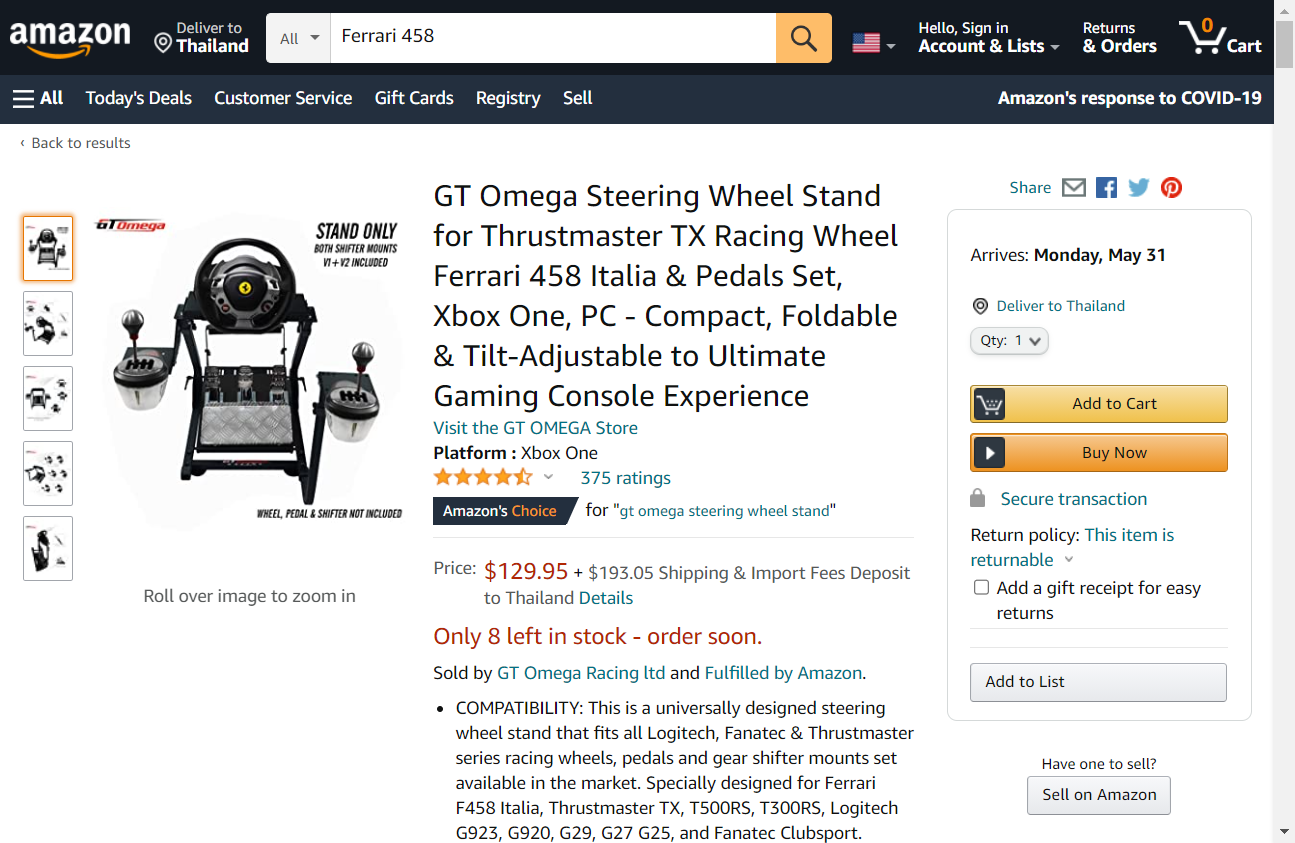 amazon
Deliver to
Thailand
All
Ferrari 458
Hello, Sign in
Account & Lists
Returns
& Orders
0
Cart
All
Today's Deals
Customer Service
Gift Cards
Registry
Sell
Amazon's response to COVID-19
‹ Back to results
GTOmega
STAND ONLY
BOTH SHIFTER MOUNTS
V1 + V2 INCLUDED
WHEEL, PEDAL & SHIFTER NOT INCLUDED
Roll over image to zoom in
GT Omega Steering Wheel Stand
for Thrustmaster TX Racing Wheel
Ferrari 458 Italia & Pedals Set,
Xbox One, PC - Compact, Foldable
& Tilt-Adjustable to Ultimate
Gaming Console Experience
Visit the GT OMEGA Store
Platform : Xbox One
375 ratings
Amazon's Choice for "gt omega steering wheel stand"
Price: $129.95 + $193.05 Shipping & Import Fees Deposit
to Thailand Details
Only 8 left in stock - order soon.
Sold by GT Omega Racing ltd and Fulfilled by Amazon.
• COMPATIBILITY: This is a universally designed steering
wheel stand that fits all Logitech, Fanatec & Thrustmaster
series racing wheels, pedals and gear shifter mounts set
available in the market. Specially designed for Ferrari
F458 Italia, Thrustmaster TX, T500RS, T300RS, Logitech
G923, G920, G29, G27 G25, and Fanatec Clubsport.
Share
Arrives: Monday, May 31
Deliver to Thailand
Qty: 1
Add to Cart
Buy Now
Secure transaction
Return policy: This item is
returnable
Add a gift receipt for easy
returns
Add to List
Have one to sell?
Sell on Amazon